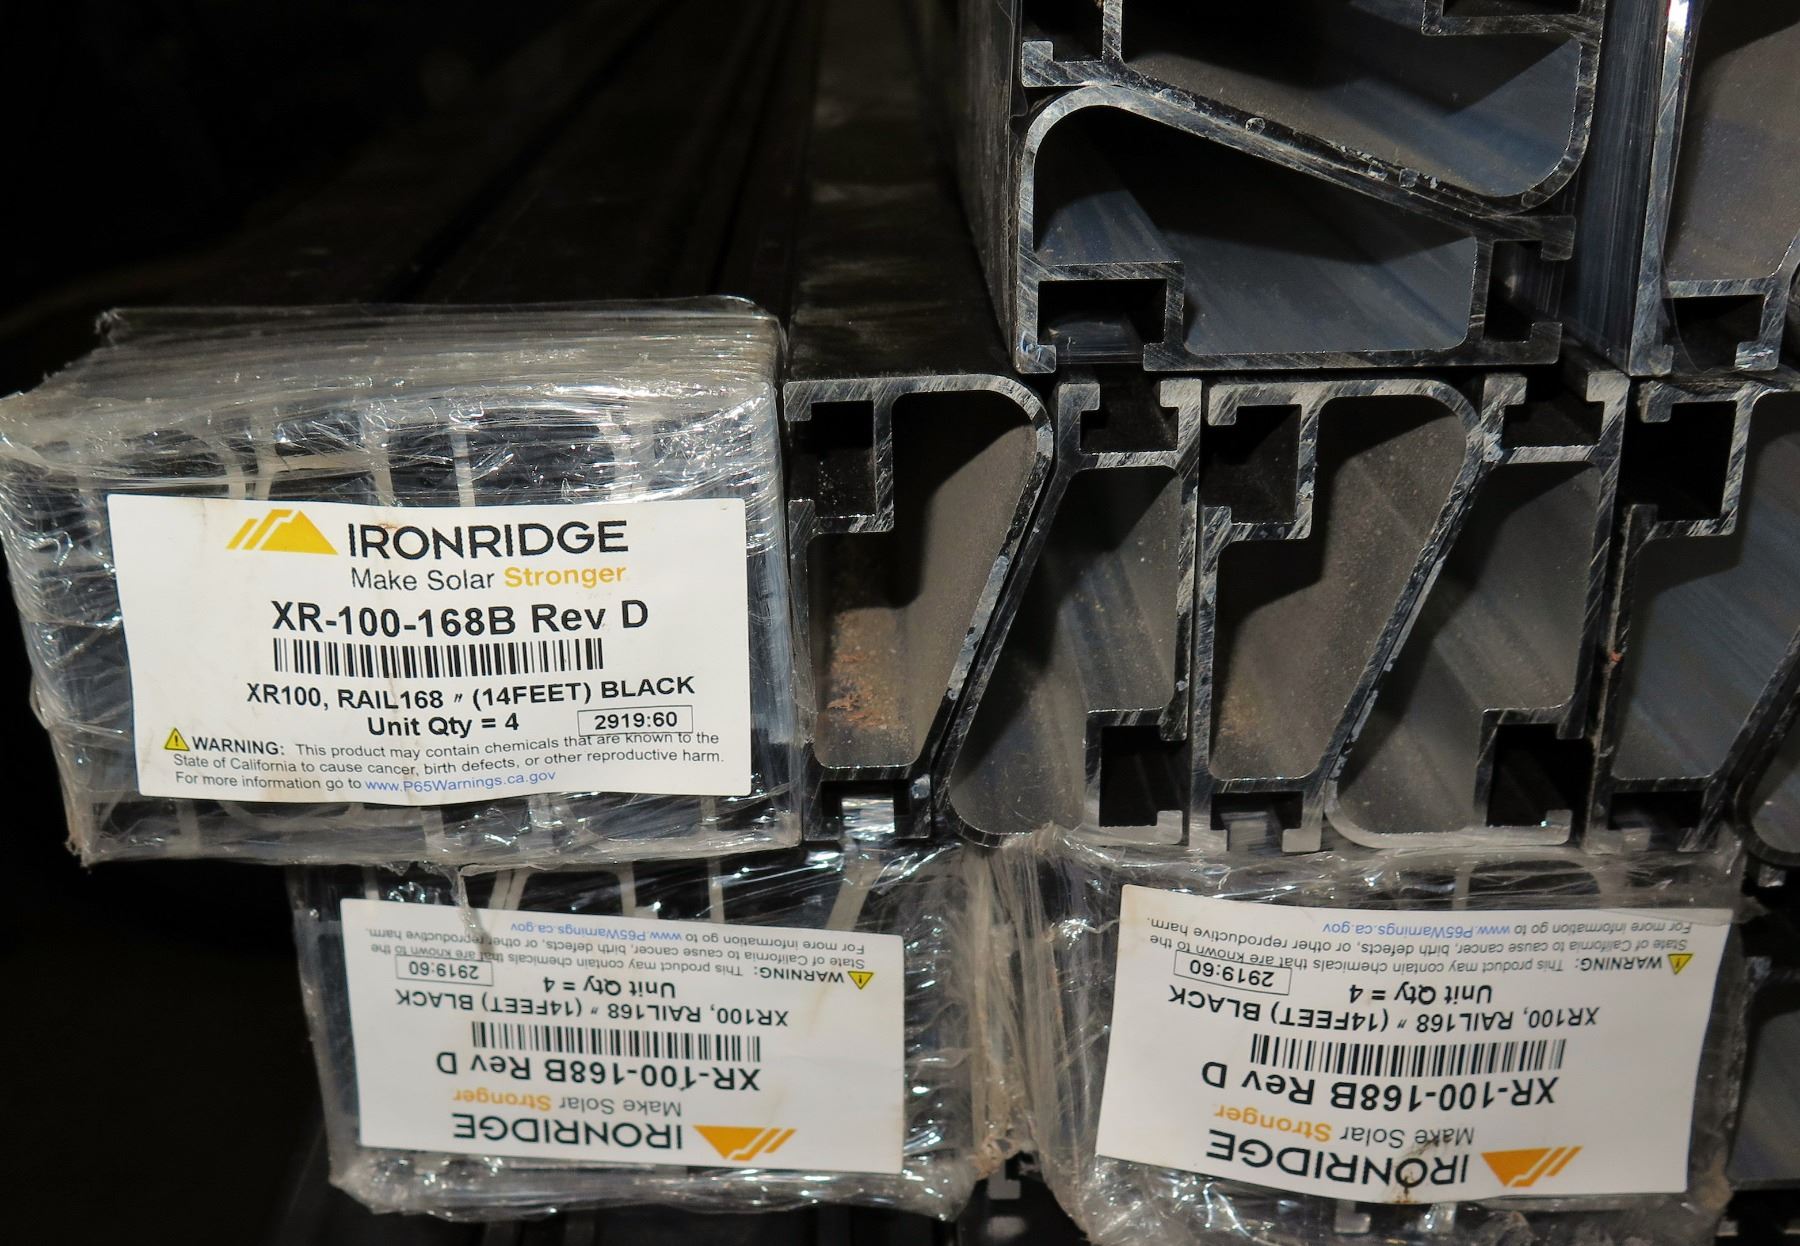 IRONRIDGE
Make Solar Stronger
XR-100-168B Rev D
XR100, RAIL168 " (14FEET) BLACK
Unit Qty = 4 2919:60
WARNING: This product may contain chemicals that are known to the
State of California to cause cancer, birth defects, or other reproductive harm.
For more information go to www.P65Warnings.ca.gov
IRONRIDGE
Make Solar Stronger
XR-100-168B Rev D
XR100, RAIL168 " (14FEET) BLACK
Unit Qty = 4 2919:60
WARNING: This product may contain chemicals that are known to the
State of California to cause cancer, birth defects, or other reproductive harm.
For more information go to www.P65Warnings.ca.gov
IRONRIDGE
Make Solar Stronger
XR-100-168B Rev D
XR100, RAIL168 " (14FEET) BLACK
Unit Qty = 4 2919:60
WARNING: This product may contain chemicals that are known to the
State of California to cause cancer, birth defects, or other reproductive harm.
For more information go to www.P65Warnings.ca.gov